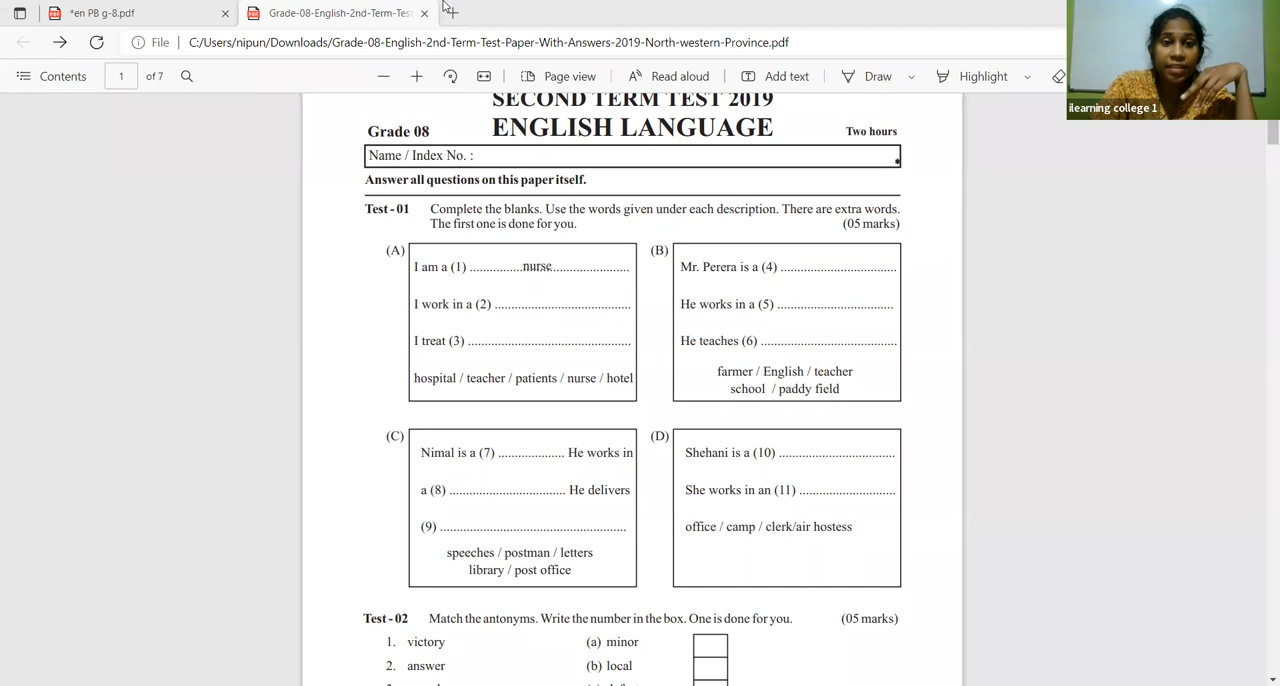 *en PB g-8.pdf
Grade-08-English-2nd-Term-Test
File
C:/Users/nipun/Downloads/Grade-08-English-2nd-Term-Test-Paper-With-Answers-2019-North-western-Province.pdf
Contents 1 of 7 Page view Read aloud Add text Draw Highlight
ilearning college 1
SECOND TERM TEST 2019
Grade 08 ENGLISH LANGUAGE Two hours
Name / Index No. :
Answer all questions on this paper itself.
Test - 01 Complete the blanks. Use the words given under each description. There are extra words.
The first one is done for you. (05 marks)
(A)
I am a (1) ...............nurse......................
I work in a (2) ......................................
I treat (3) .............................................
hospital / teacher / patients / nurse / hotel
(B)
Mr. Perera is a (4) ................................
He works in a (5) ................................
He teaches (6) .....................................
farmer / English / teacher
school / paddy field
(C)
Nimal is a (7) ................... He works in
a (8) ................................. He delivers
(9) .....................................................
speeches / postman / letters
library / post office
(D)
Shehani is a (10) .................................
She works in an (11) ...........................
office / camp / clerk/air hostess
Test - 02 Match the antonyms. Write the number in the box. One is done for you. (05 marks)
1. victory (a) minor
2. answer (b) local